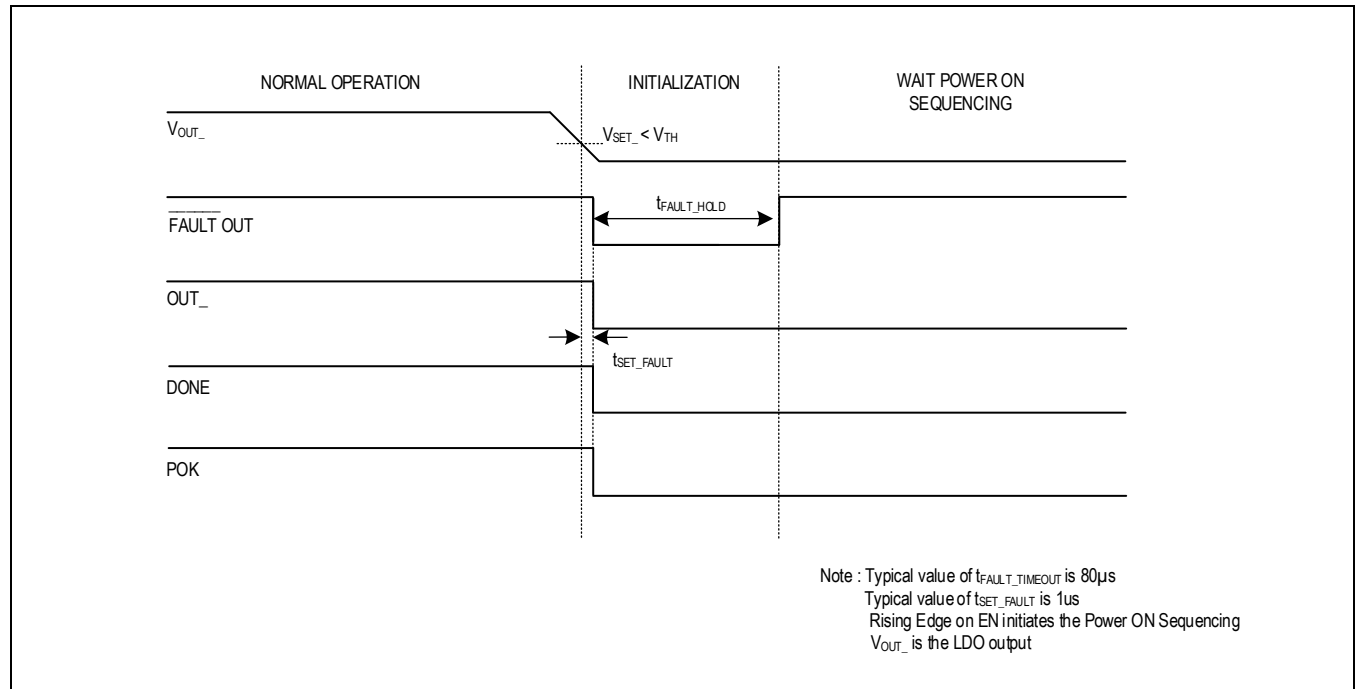 NORMAL OPERATION
INITIALIZATION
WAIT POWER ON
SEQUENCING
VOUT_
VSET_ < VTH
tFAULT_HOLD
FAULT OUT
OUT_
tSET_FAULT
DONE
POK
Note : Typical value of tFAULT_TIMEOUT is 80µs
Typical value of tSET_FAULT is 1us
Rising Edge on EN initiates the Power ON Sequencing
VOUT_ is the LDO output